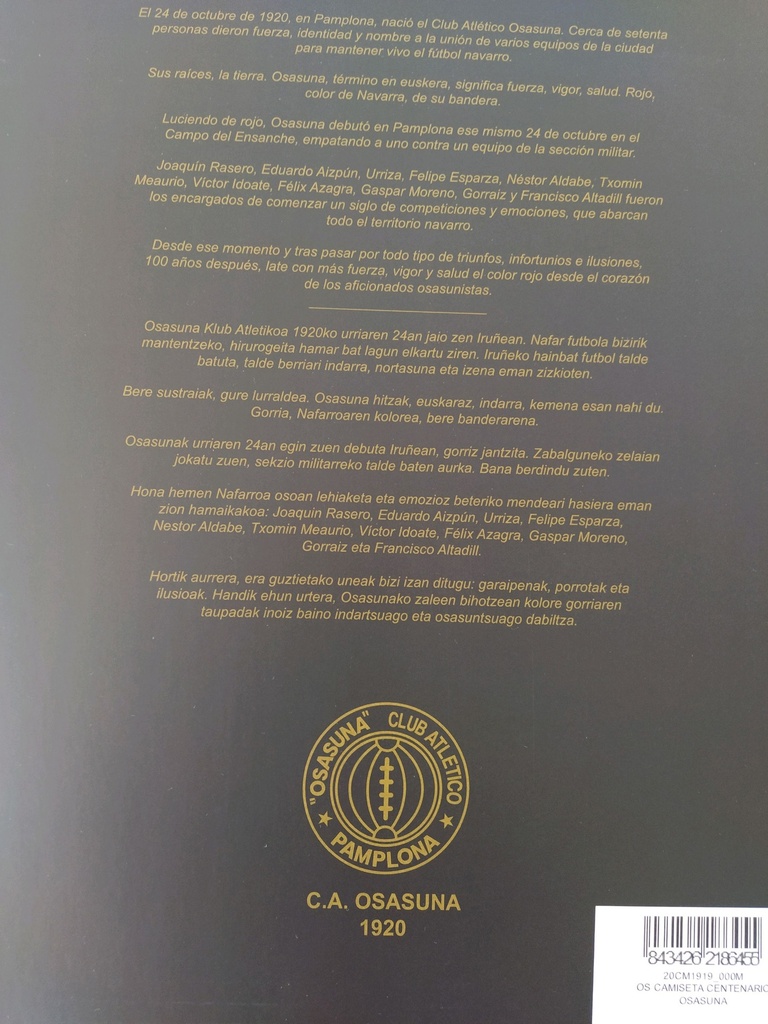 El 24 de octubre de 1920, en Pamplona, nació el Club Atlético Osasuna. Cerca de setenta
personas dieron fuerza, identidad y nombre a la unión de varios equipos de la ciudad
para mantener vivo el fútbol navarro.
Sus raíces, la tierra. Osasuna, término en euskera, significa fuerza, vigor, salud. Rojo,
color de Navarra, de su bandera.
Luciendo de rojo, Osasuna debutó en Pamplona ese mismo 24 de octubre en el
Campo del Ensanche, empatando a uno contra un equipo de la sección militar.
Joaquín Rasero, Eduardo Aizpún, Urriza, Felipe Esparza, Néstor Aldabe, Txomin
Meaurio, Víctor Idoate, Félix Azagra, Gaspar Moreno, Gorraiz y Francisco Altadill fueron
los encargados de comenzar un siglo de competiciones y emociones, que abarcan
todo el territorio navarro.
Desde ese momento y tras pasar por todo tipo de triunfos, infortunios e ilusiones,
100 años después, late con más fuerza, vigor y salud el color rojo desde el corazón
de los aficionados osasunistas.
Osasuna Klub Atletikoa 1920ko urriaren 24an jaio zen Iruñean. Nafar futbola bizirik
mantentzeko, hirurogeita hamar bat lagun elkartu ziren. Iruñeko hainbat futbol talde
batuta, talde berriari indarra, nortasuna eta izena eman zizkioten.
Bere sustraiak, gure lurraldea. Osasuna hitzak, euskaraz, indarra, kemena esan nahi du.
Gorria, Nafarroaren kolorea, bere banderarena.
Osasunak urriaren 24an egin zuen debuta Iruñean, gorriz jantzita. Zabalguneko zelaian
jokatu zuen, sekzio militarreko talde baten aurka. Bana berdindu zuten.
Hona hemen Nafarroa osoan lehiaketa eta emozioz beteriko mendeari hasiera eman
zion hamaikakoa: Joaquín Rasero, Eduardo Aizpún, Urriza, Felipe Esparza,
Nestor Aldabe, Txomin Meaurio, Víctor Idoate, Félix Azagra, Gaspar Moreno,
Gorraiz eta Francisco Altadill.
Hortik aurrera, era guztietako uneak bizi izan ditugu: garaipenak, porrotak eta
ilusioak. Handik ehun urtera, Osasunako zaleen bihotzean kolore gorriaren
taupadak inoiz baino indartsuago eta osasuntsuago dabiltza.
"OSASUNA" CLUB ATLETICO
PAMPLONA
C.A. OSASUNA
1920
843426 2186455
20CM1919_000M
OS CAMISETA CENTENARIO
OSASUNA